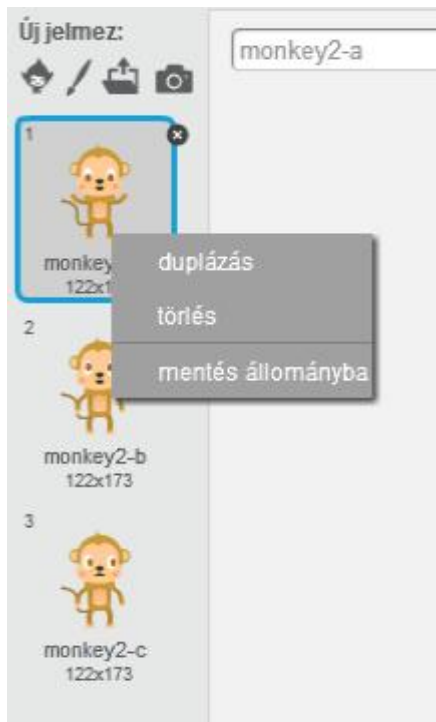 Új jelmez:
monkey2-a
1
monkey
122x1
duplázás
törlés
mentés állományba
2
monkey2-b
122x173
3
monkey2-c
122x173